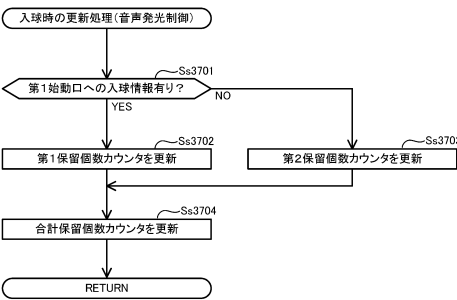 入球時の更新処理(音声発光制御)
Ss3701
第1始動口への入球情報有り?
NO
YES
Ss3702
Ss3703
第1保留個数カウンタを更新
第2保留個数カウンタを更新
Ss3704
合計保留個数カウンタを更新
RETURN